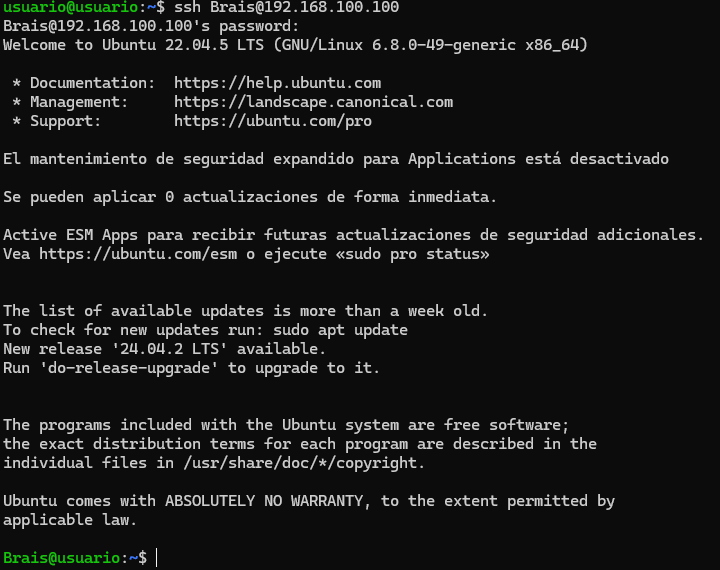 usuario@usuario:~$ ssh Brais@192.168.100.100
Brais@192.168.100.100's password:
Welcome to Ubuntu 22.04.5 LTS (GNU/Linux 6.8.0-49-generic x86_64)
* Documentation:  https://help.ubuntu.com
* Management:     https://landscape.canonical.com
* Support:        https://ubuntu.com/pro
El mantenimiento de seguridad expandido para Applications está desactivado
Se pueden aplicar 0 actualizaciones de forma inmediata.
Active ESM Apps para recibir futuras actualizaciones de seguridad adicionales.
Vea https://ubuntu.com/esm o ejecute «sudo pro status»
The list of available updates is more than a week old.
To check for new updates run: sudo apt update
New release '24.04.2 LTS' available.
Run 'do-release-upgrade' to upgrade to it.
The programs included with the Ubuntu system are free software;
the exact distribution terms for each program are described in the
individual files in /usr/share/doc/*/copyright.
Ubuntu comes with ABSOLUTELY NO WARRANTY, to the extent permitted by
applicable law.
Brais@usuario:~$